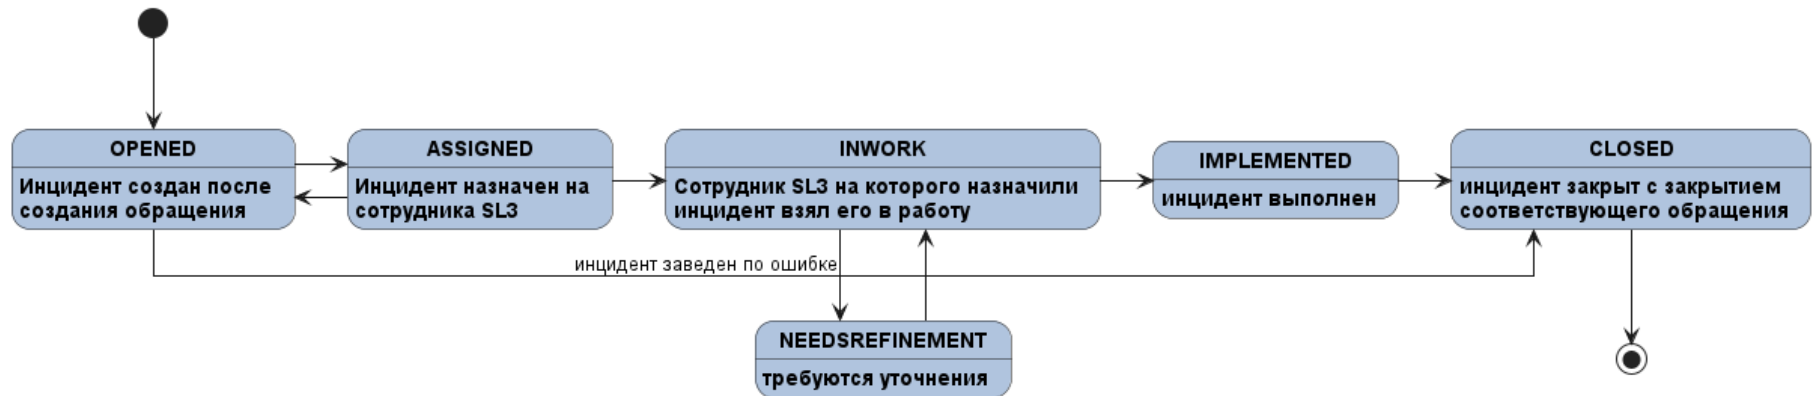 OPENED
Инцидент создан после
создания обращения
ASSIGNED
Инцидент назначен на
сотрудника SL3
INWORK
Сотрудник SL3 на которого назначили
инцидент взял его в работу
IMPLEMENTED
инцидент выполнен
CLOSED
инцидент закрыт с закрытием
соответствующего обращения
инцидент заведен по ошибке
NEEDSREFINEMENT
требуются уточнения